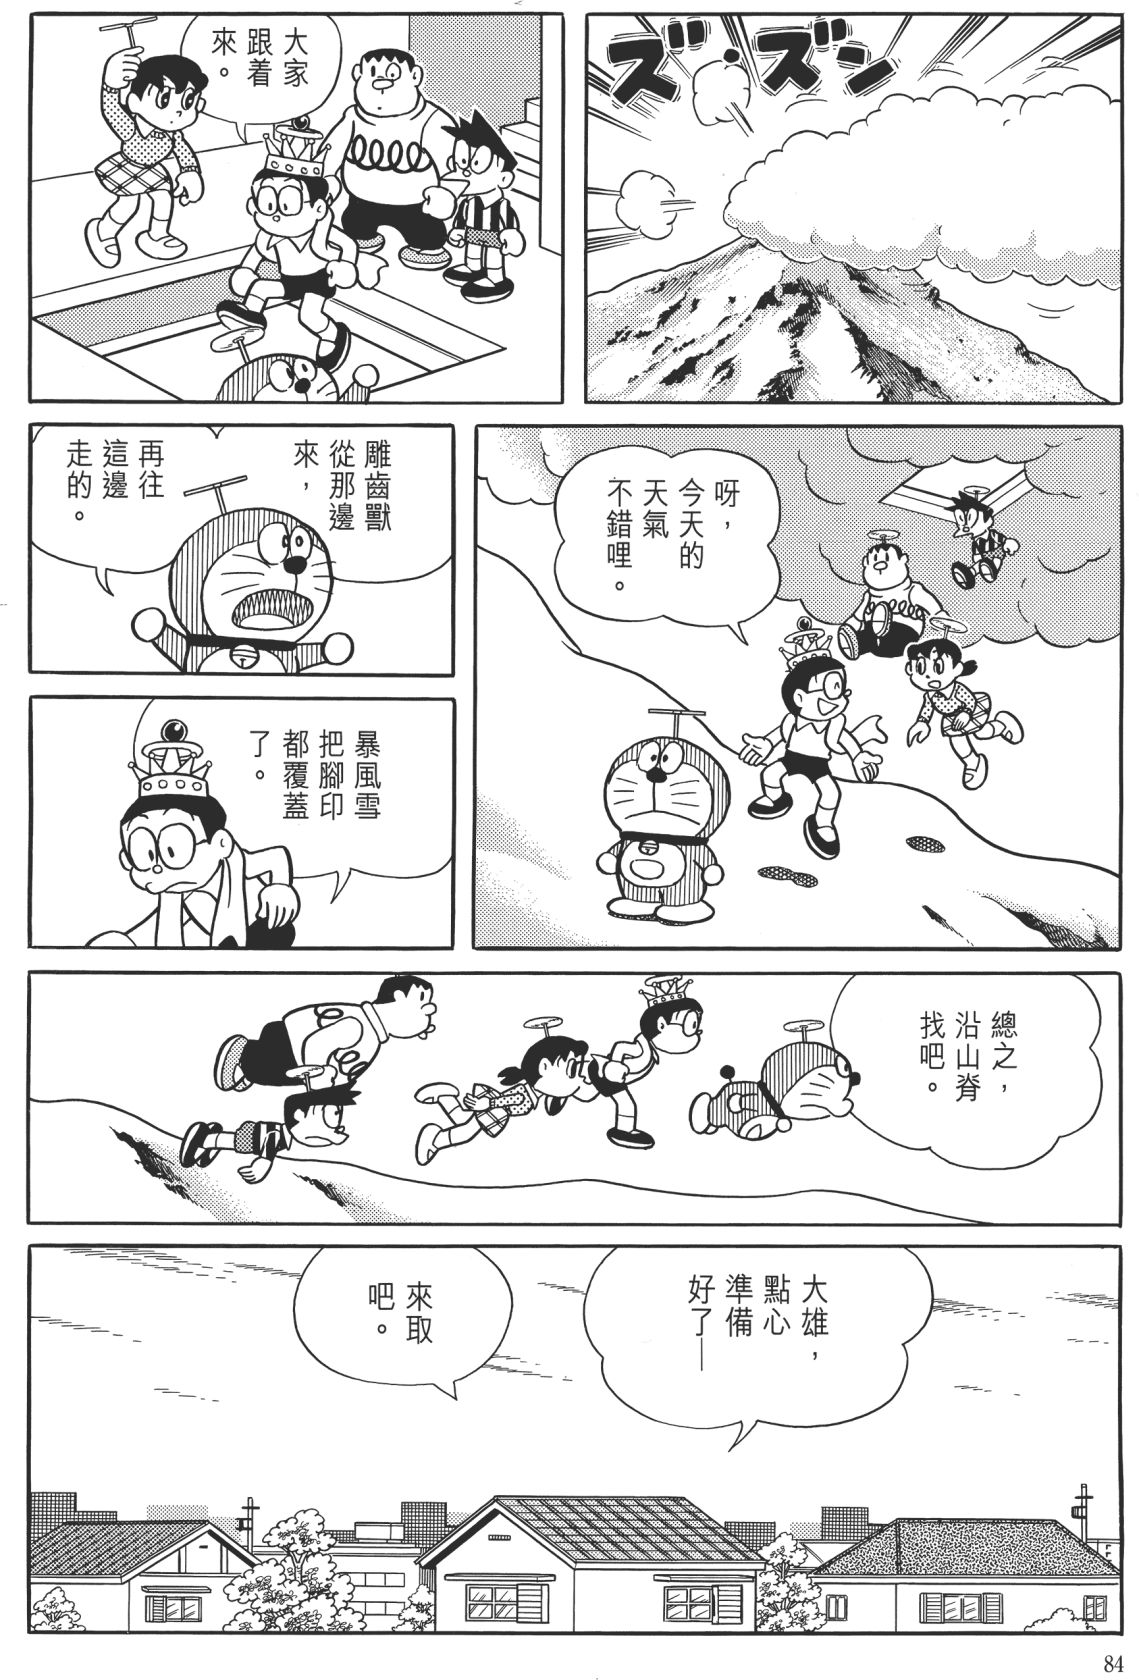 ズズン
大家
跟着
來。
呀，
今天的
天氣
不錯哩。
雕齒獸
從那邊
來，
再往
這邊
走的。
暴風雪
把腳印
都覆蓋
了。
總之，
沿山脊
找吧。
大雄，
點心
準備
好了—
來取
吧。
84